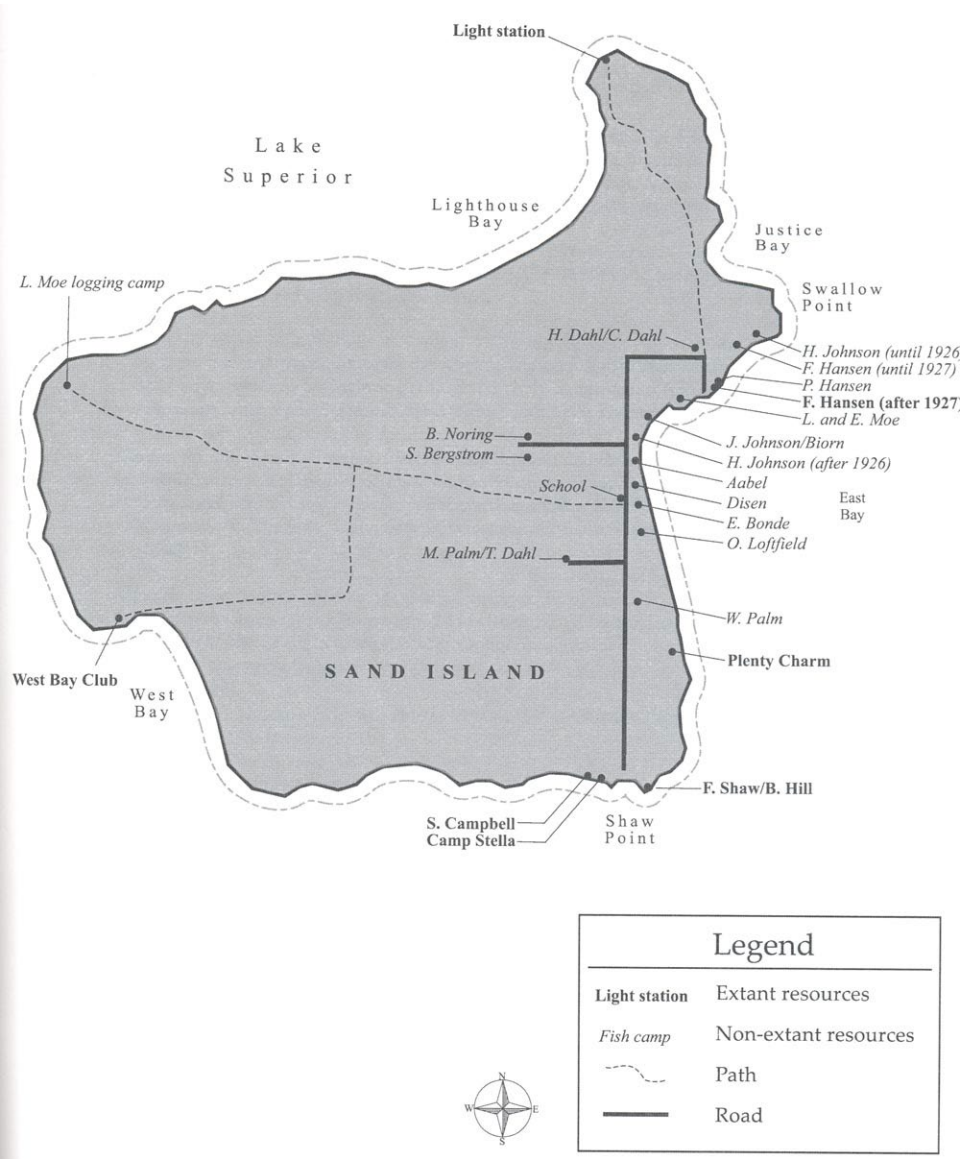 Light station
Lake
Superior
Lighthouse
Bay
Justice
Bay
L. Moe logging camp
Swallow
Point
H. Dahl/C. Dahl
H. Johnson (until 1926)
F. Hansen (until 1927)
P. Hansen
F. Hansen (after 1927)
L. and E. Moe
B. Noring
J. Johnson/Biorn
S. Bergstrom
H. Johnson (after 1926)
Aabel
School
Disen
East
Bay
E. Bonde
O. Loftfield
M. Palm/T. Dahl
W. Palm
Plenty Charm
SAND ISLAND
West Bay Club
West
Bay
F. Shaw/B. Hill
S. Campbell
Camp Stella
Shaw
Point
Legend
Light station Extant resources
Fish camp Non-extant resources
Path
Road
N
W E
S